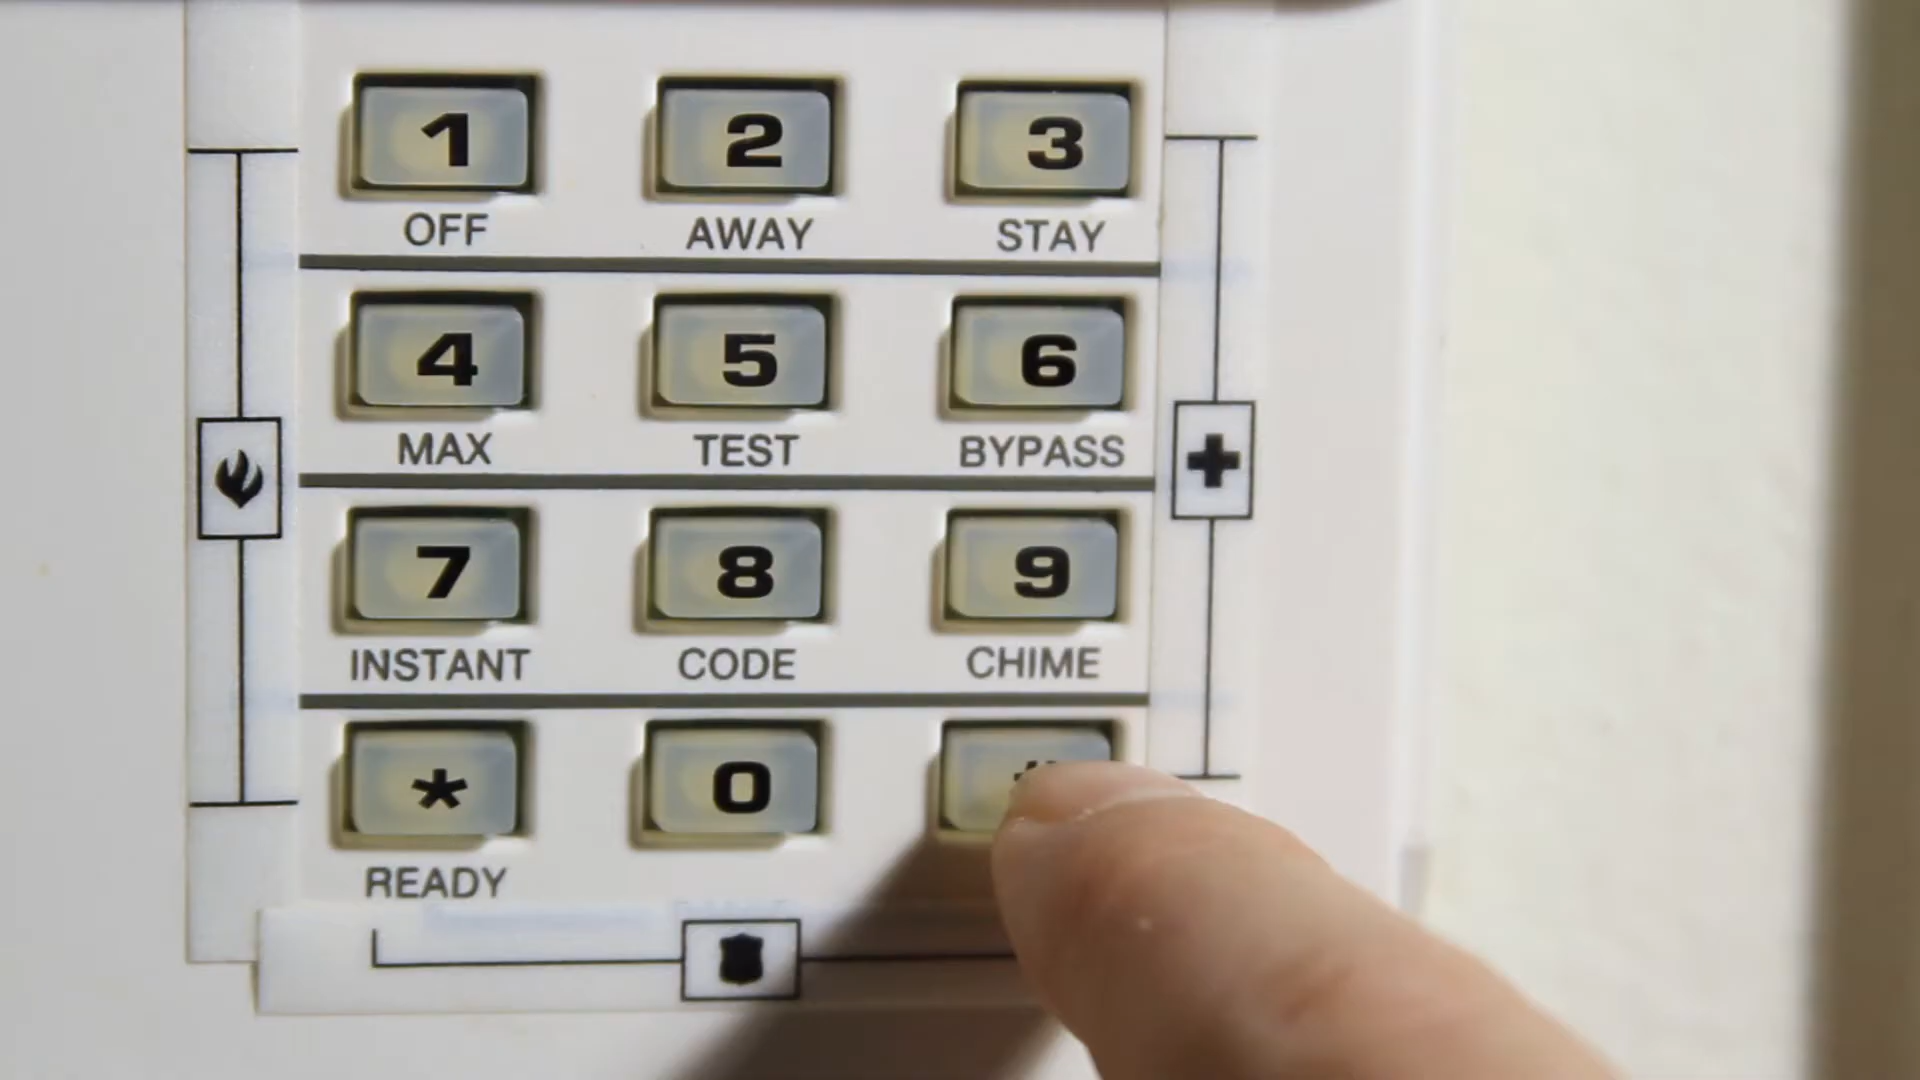 1 2 3
OFF AWAY STAY
4 5 6
MAX TEST BYPASS
7 8 9
INSTANT CODE CHIME
* 0 #
READY